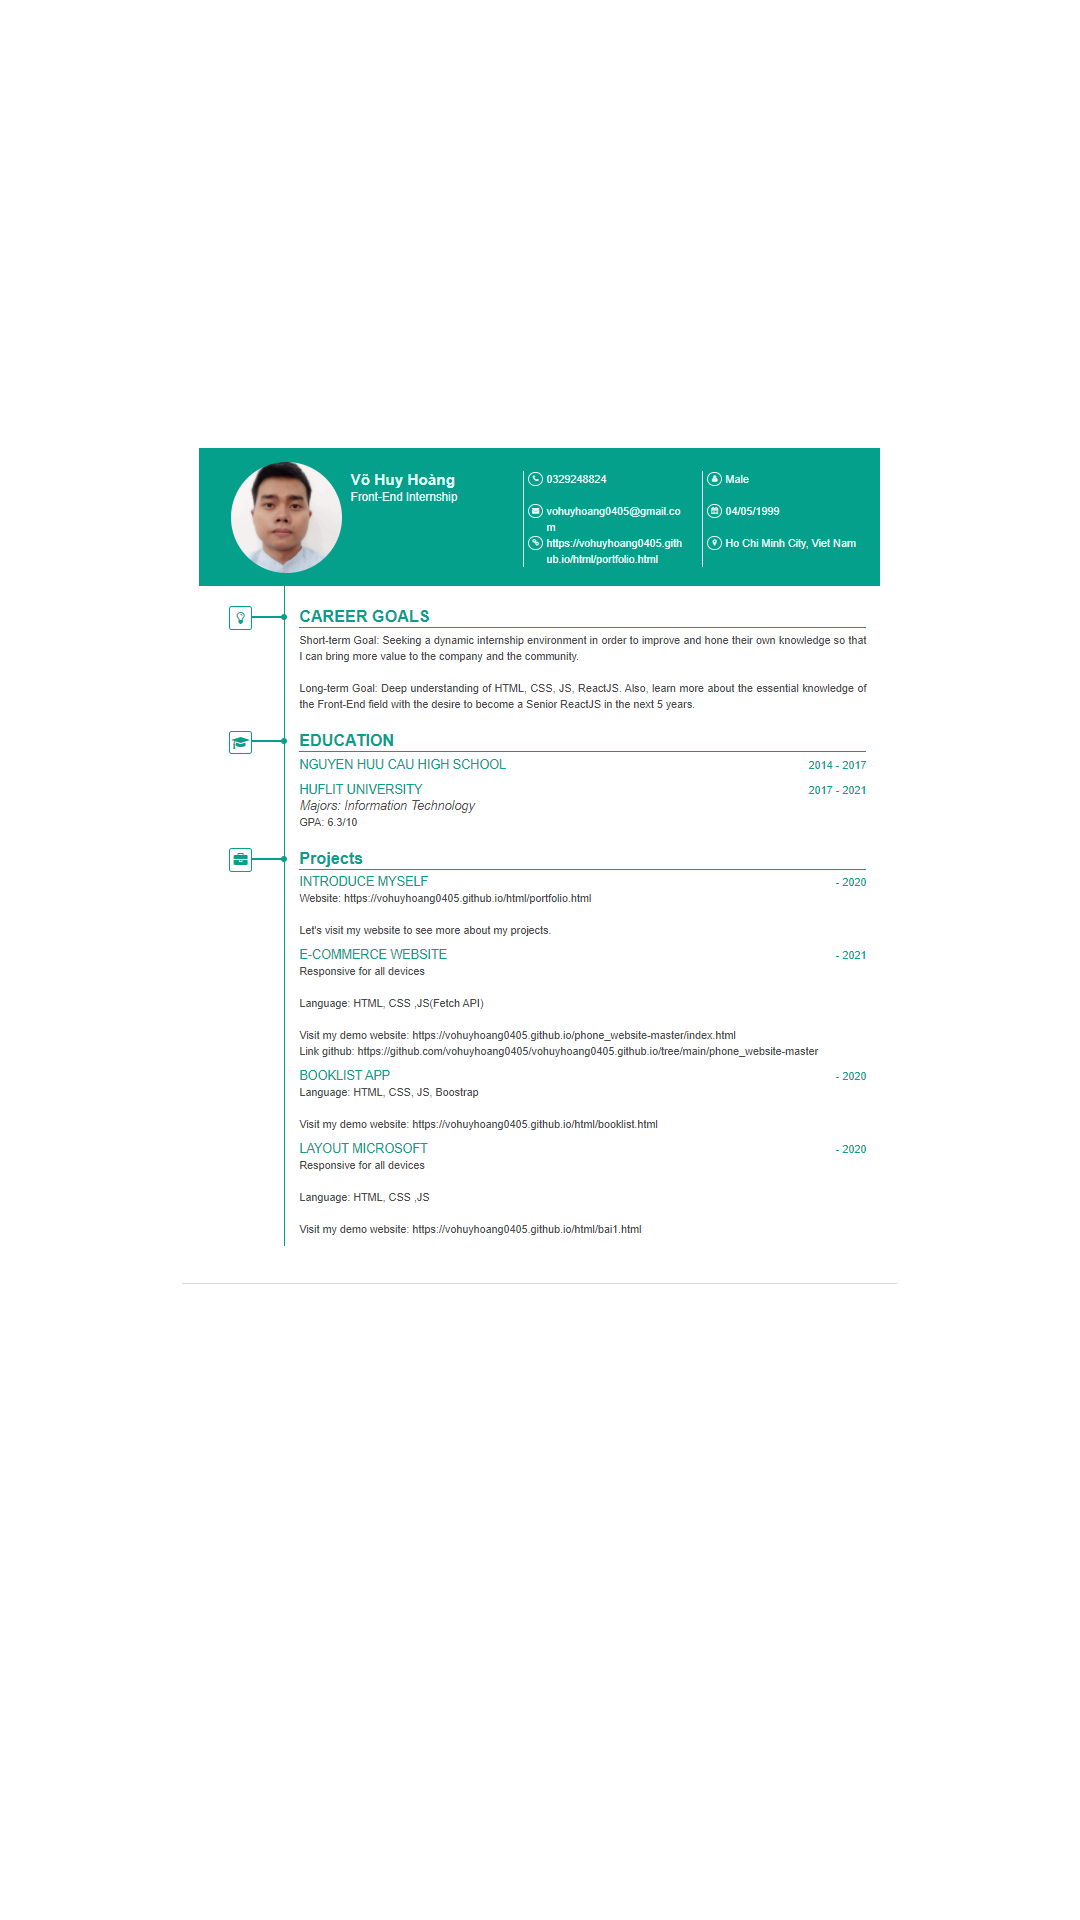 Võ Huy Hoàng
Front-End Internship
0329248824
vohuyhoang0405@gmail.co
m
https://vohuyhoang0405.gith
ub.io/html/portfolio.html
Male
04/05/1999
Ho Chi Minh City, Viet Nam
CAREER GOALS
Short-term Goal: Seeking a dynamic internship environment in order to improve and hone their own knowledge so that
I can bring more value to the company and the community.
Long-term Goal: Deep understanding of HTML, CSS, JS, ReactJS. Also, learn more about the essential knowledge of
the Front-End field with the desire to become a Senior ReactJS in the next 5 years.
EDUCATION
NGUYEN HUU CAU HIGH SCHOOL 2014 - 2017
HUFLIT UNIVERSITY 2017 - 2021
Majors: Information Technology
GPA: 6.3/10
Projects
INTRODUCE MYSELF - 2020
Website: https://vohuyhoang0405.github.io/html/portfolio.html
Let's visit my website to see more about my projects.
E-COMMERCE WEBSITE - 2021
Responsive for all devices
Language: HTML, CSS ,JS(Fetch API)
Visit my demo website: https://vohuyhoang0405.github.io/phone_website-master/index.html
Link github: https://github.com/vohuyhoang0405/vohuyhoang0405.github.io/tree/main/phone_website-master
BOOKLIST APP - 2020
Language: HTML, CSS, JS, Boostrap
Visit my demo website: https://vohuyhoang0405.github.io/html/booklist.html
LAYOUT MICROSOFT - 2020
Responsive for all devices
Language: HTML, CSS ,JS
Visit my demo website: https://vohuyhoang0405.github.io/html/bai1.html